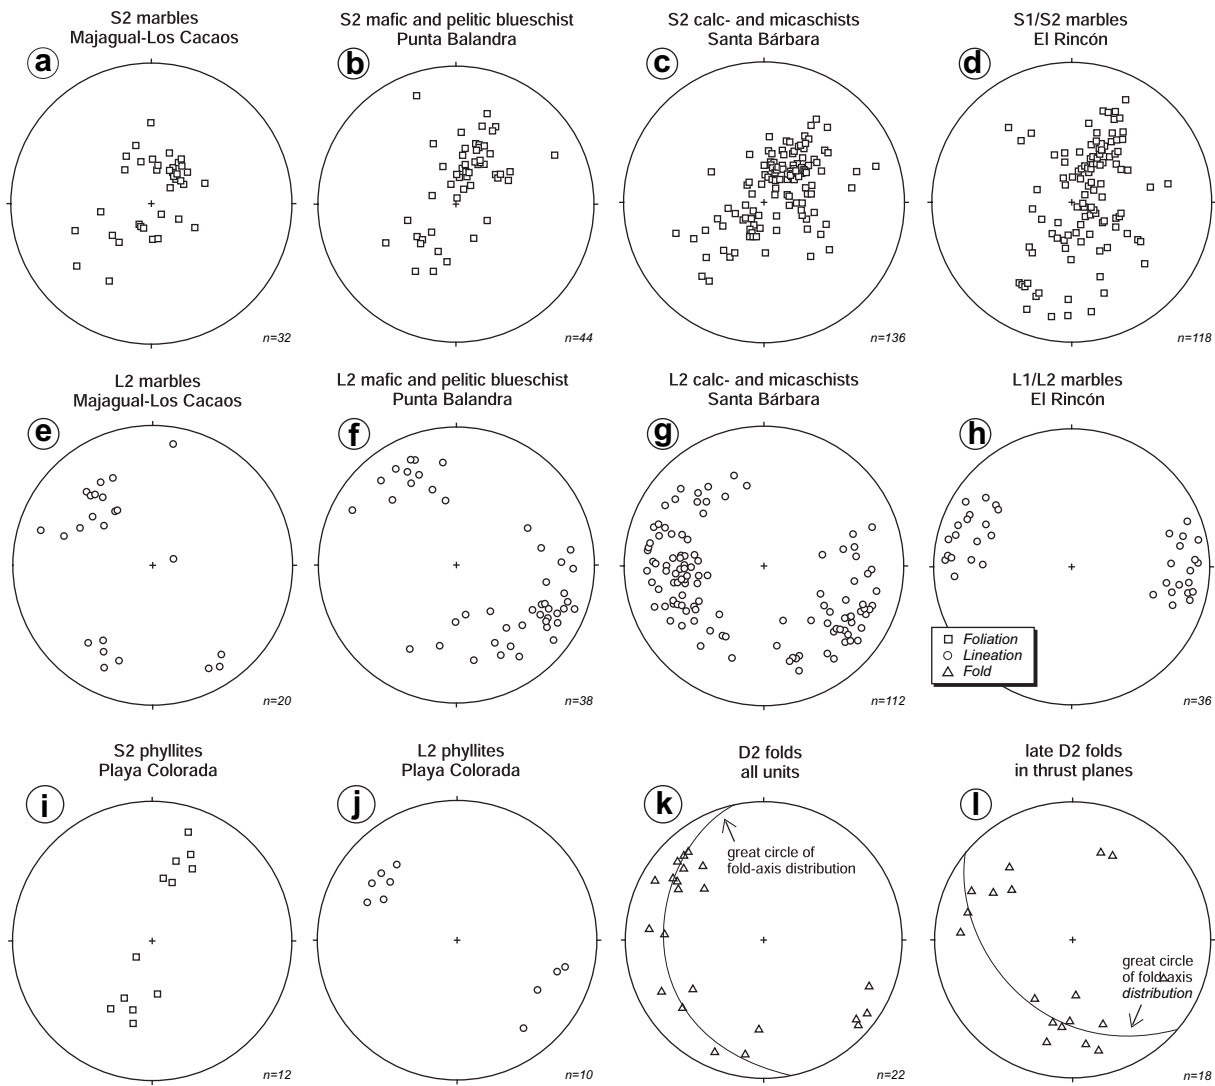 S2 marbles
Majagual-Los Cacaos
a
n=32
S2 mafic and pelitic blueschist
Punta Balandra
b
n=44
S2 calc- and micaschists
Santa Bárbara
c
n=136
S1/S2 marbles
El Rincón
d
n=118
L2 marbles
Majagual-Los Cacaos
e
n=20
L2 mafic and pelitic blueschist
Punta Balandra
f
n=38
L2 calc- and micaschists
Santa Bárbara
g
n=112
L1/L2 marbles
El Rincón
h
Foliation
Lineation
Fold
n=36
S2 phyllites
Playa Colorada
i
n=12
L2 phyllites
Playa Colorada
j
n=10
D2 folds
all units
k
great circle of
fold-axis distribution
n=22
late D2 folds
in thrust planes
l
great circle
of fold-axis
distribution
n=18